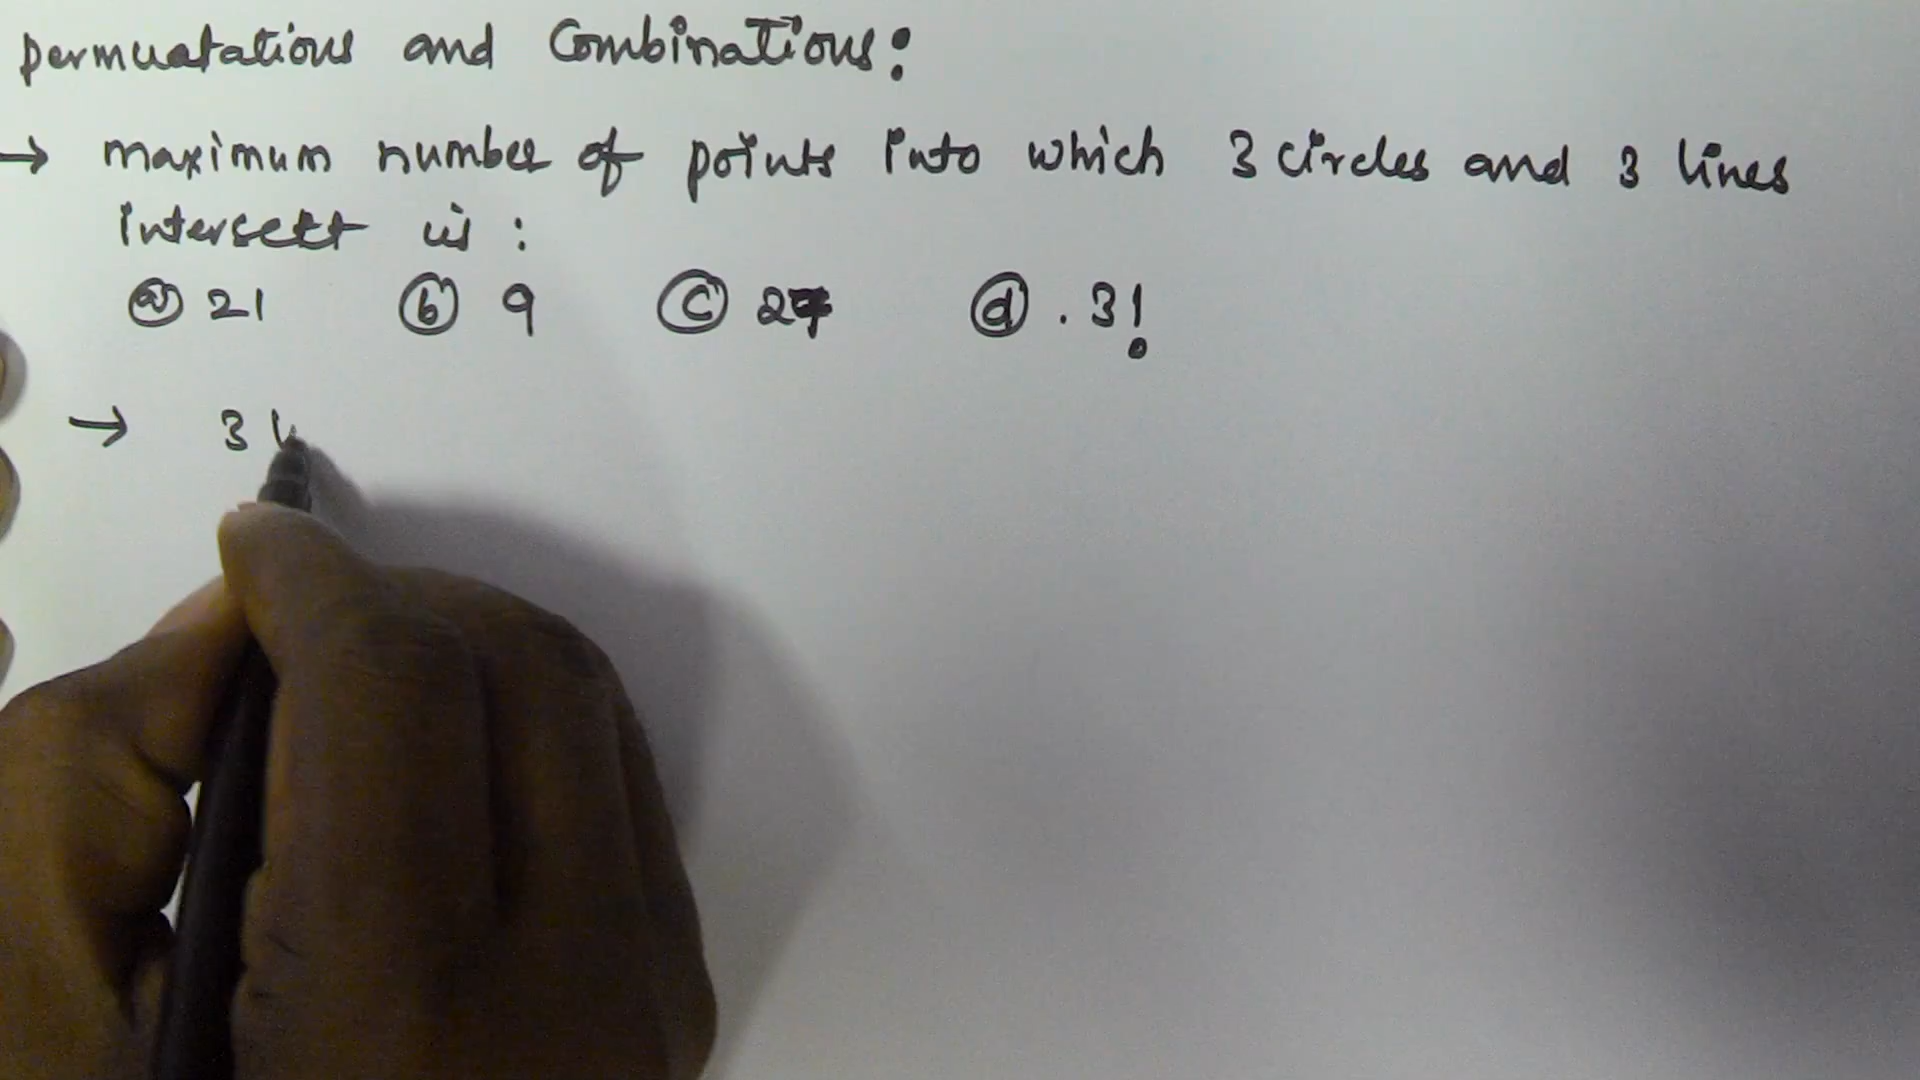 permuatations and Combinations:
→ maximum number of points into which 3 circles and 3 lines
intersect is :
ⓐ 21 ⓑ 9 ⓒ 27 ⓓ . 3!
→ 3